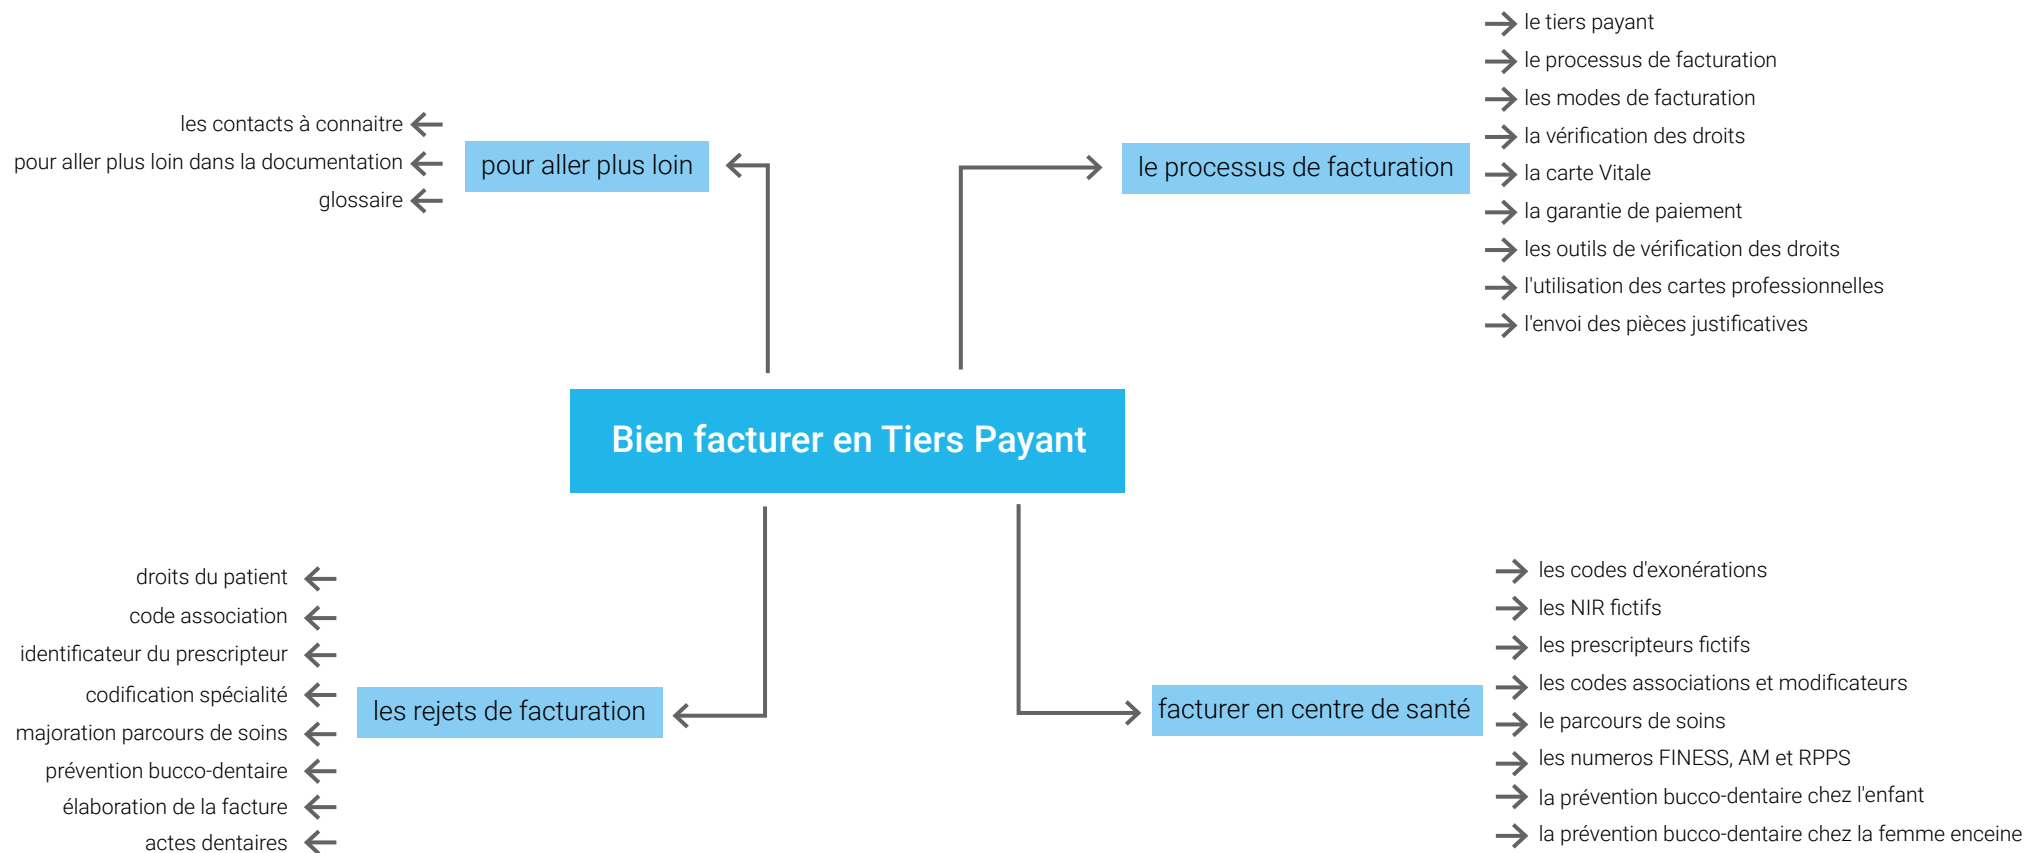 les contacts à connaitre
pour aller plus loin dans la documentation
glossaire
pour aller plus loin
le processus de facturation
le tiers payant
le processus de facturation
les modes de facturation
la vérification des droits
la carte Vitale
la garantie de paiement
les outils de vérification des droits
l'utilisation des cartes professionnelles
l'envoi des pièces justificatives
Bien facturer en Tiers Payant
droits du patient
code association
identificateur du prescripteur
codification spécialité
majoration parcours de soins
prévention bucco-dentaire
élaboration de la facture
actes dentaires
les rejets de facturation
facturer en centre de santé
les codes d'exonérations
les NIR fictifs
les prescripteurs fictifs
les codes associations et modificateurs
le parcours de soins
les numeros FINESS, AM et RPPS
la prévention bucco-dentaire chez l'enfant
la prévention bucco-dentaire chez la femme enceine